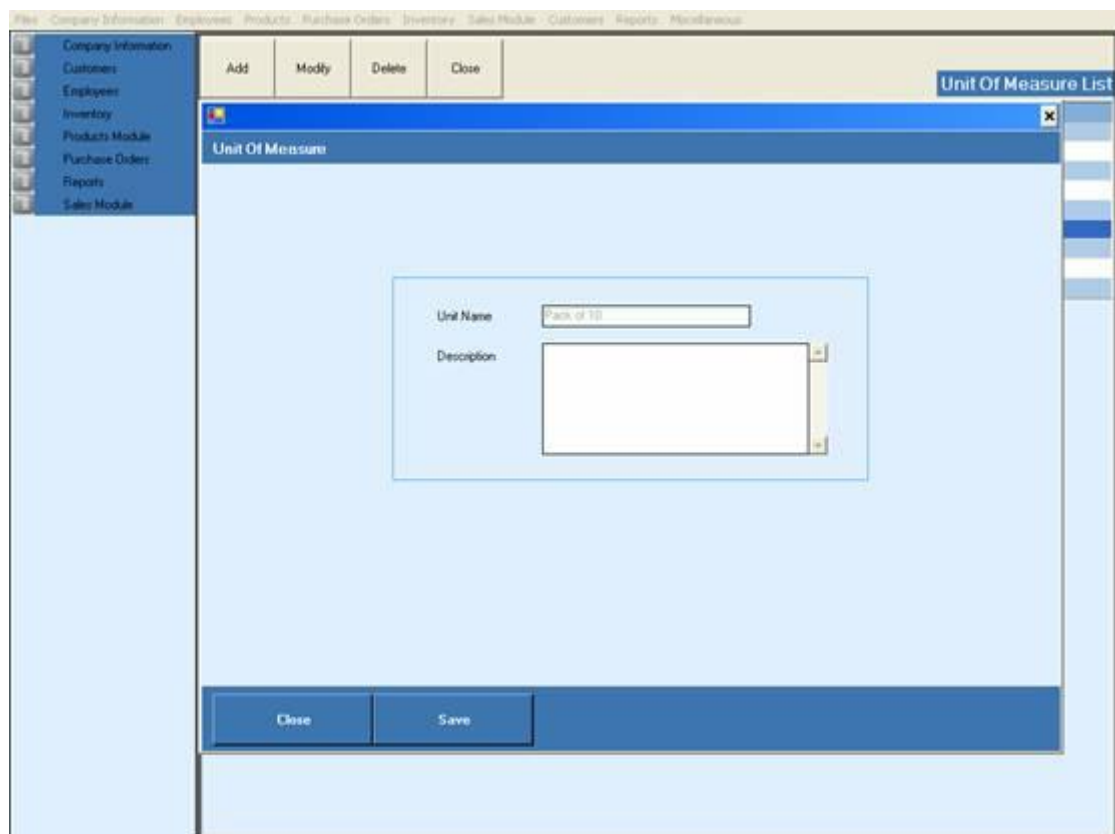 Files Company Information Employees Products Purchase Orders Inventory Sales Module Customers Reports Miscellaneous
Company Information
Customers
Employees
Inventory
Products Module
Purchase Orders
Reports
Sales Module
Add Modify Delete Close
Unit Of Measure List
Unit Of Measure
Unit Name Pack of 10
Description
Close Save